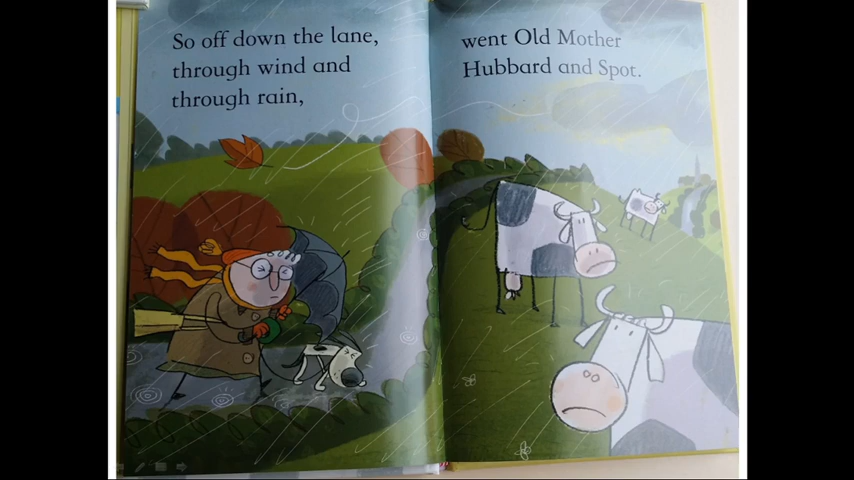 So off down the lane,
through wind and
through rain,
went Old Mother
Hubbard and Spot.